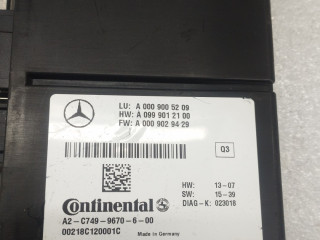 LU: A 000 900 52 09
HW: A 099 901 21 00
FW: A 000 902 94 29
Q3
HW: 13-07
SW: 15-39
DIAG-K: 023018
Continental
A2-C749-9670-6-00
00218C120001C
Made in Germany